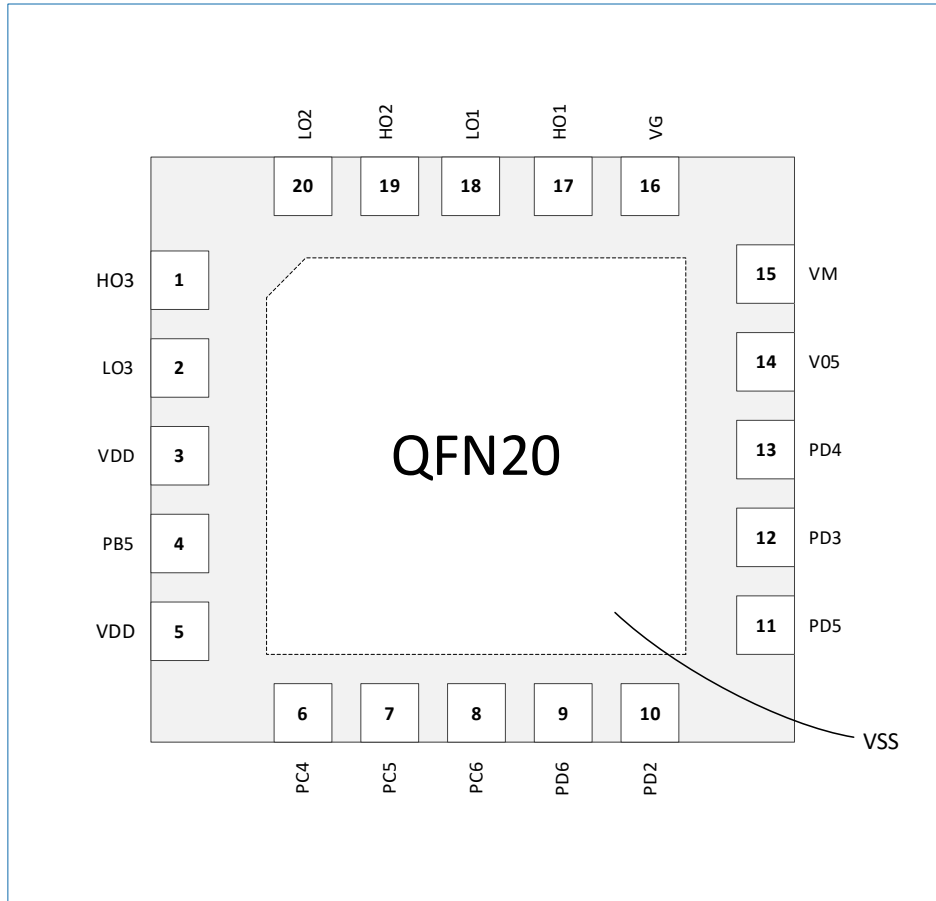 LO2
HO2
LO1
HO1
VG
20
19
18
17
16
HO3 1
15 VM
LO3 2
14 V05
VDD 3
QFN20
13 PD4
PB5 4
12 PD3
VDD 5
11 PD5
6
7
8
9
10
VSS
PC4
PC5
PC6
PD6
PD2